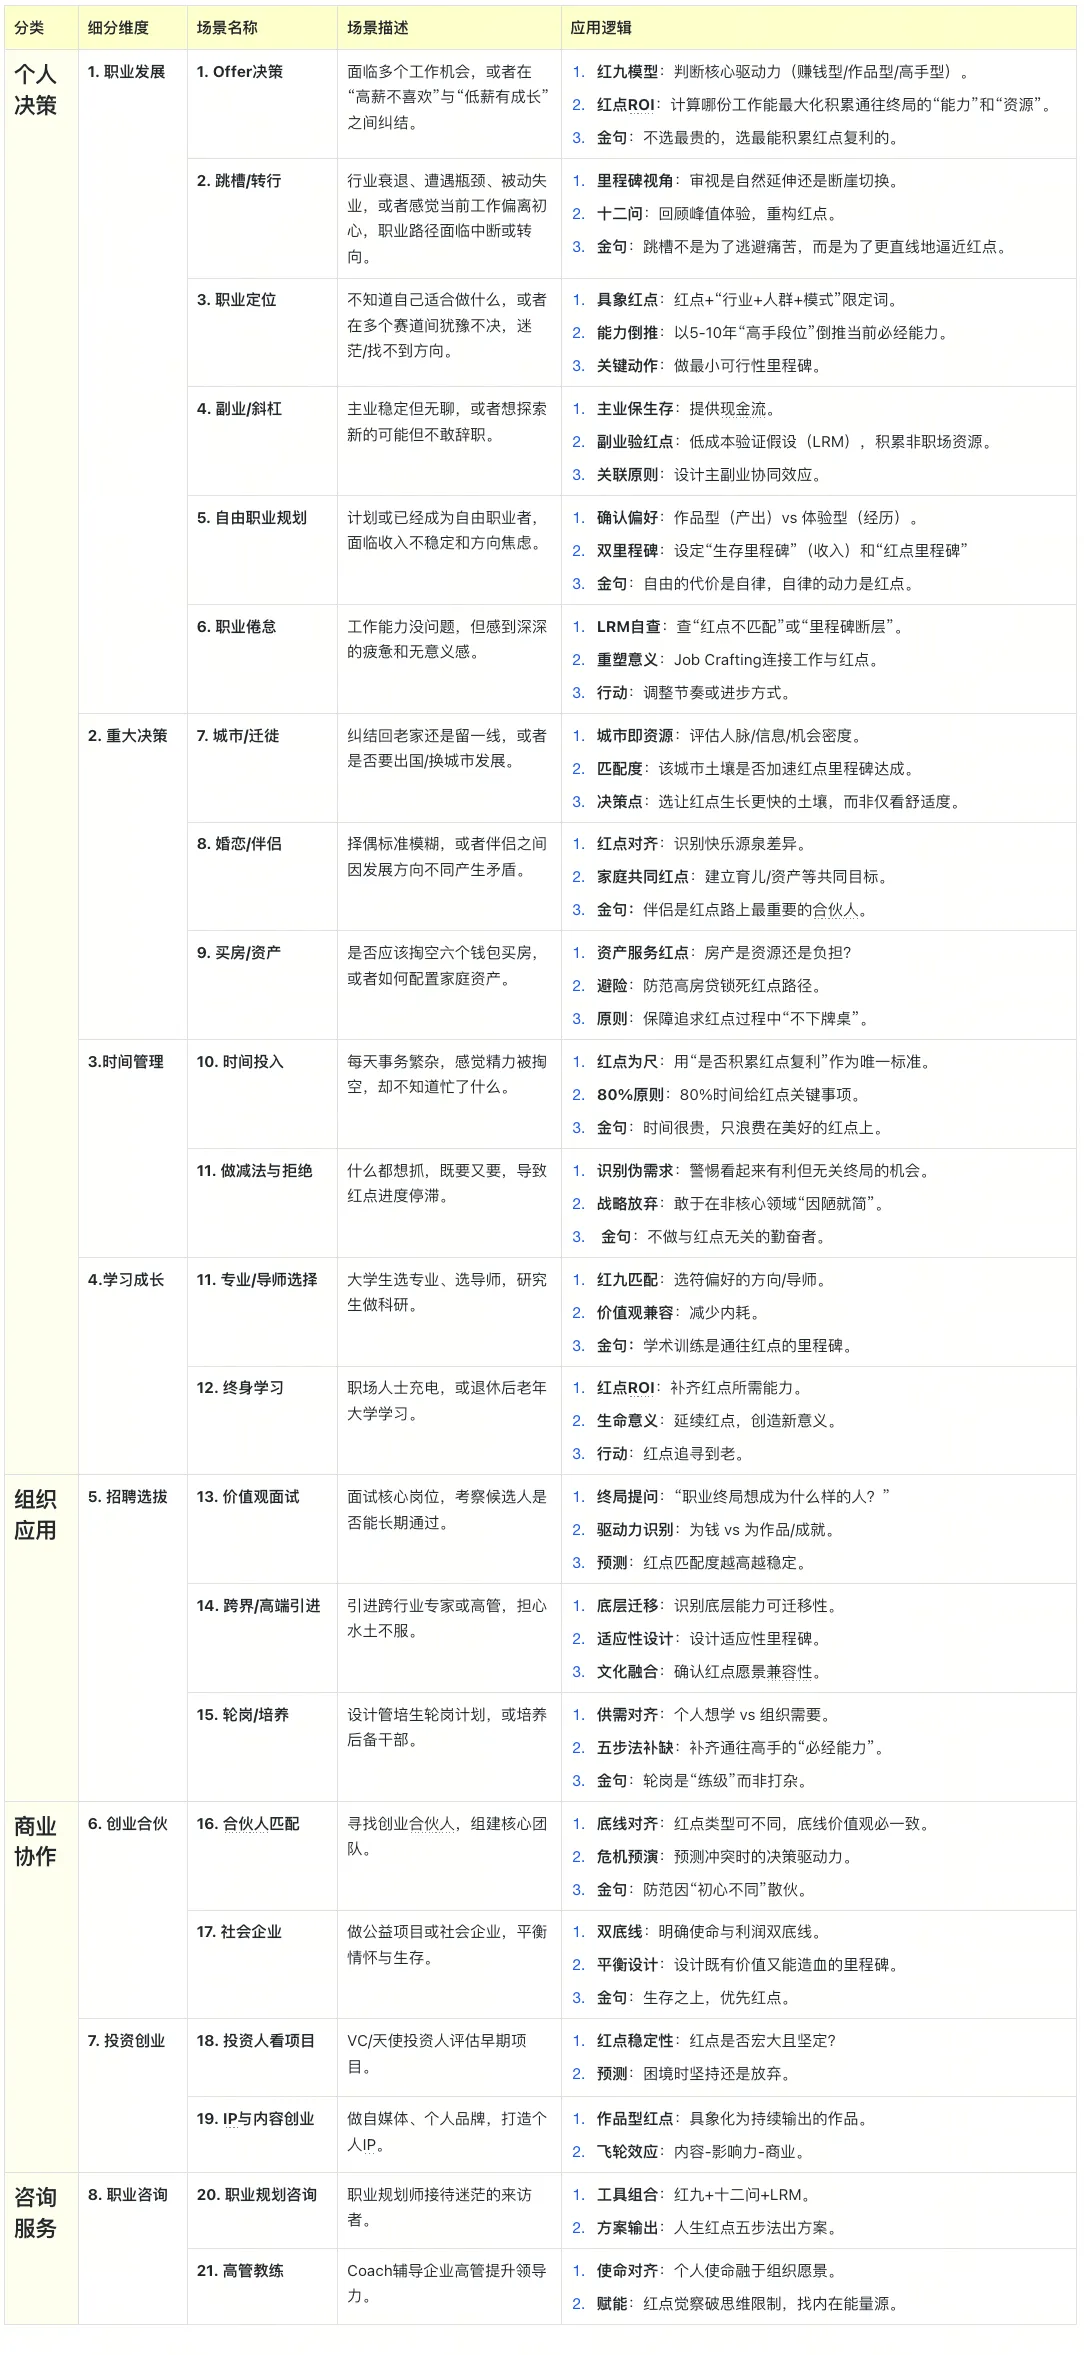 分类 细分维度 场景名称 场景描述 应用逻辑
个人
决策
1. 职业发展
1. Offer决策
面临多个工作机会，或者在
“高薪不喜欢”与“低薪有成长”
之间纠结。
1. 红九模型：判断核心驱动力（赚钱型/作品型/高手型）。
2. 红点ROI：计算哪份工作能最大化积累通往终局的“能力”和“资源”。
3. 金句：不选最贵的，选最能积累红点复利的。
2. 跳槽/转行
行业衰退、遭遇瓶颈、被动失
业，或者感觉当前工作偏离初
心，职业路径面临中断或转
向。
1. 里程碑视角：审视是自然延伸还是断崖切换。
2. 十二问：回顾峰值体验，重构红点。
3. 金句：跳槽不是为了逃避痛苦，而是为了更直线地逼近红点。
3. 职业定位
不知道自己适合做什么，或者
在多个赛道间犹豫不决，迷
茫/找不到方向。
1. 具象红点：红点+“行业+人群+模式”限定词。
2. 能力倒推：以5-10年“高手段位”倒推当前必经能力。
3. 关键动作：做最小可行性里程碑。
4. 副业/斜杠
主业稳定但无聊，或者想探索
新的可能但不敢辞职。
1. 主业保生存：提供现金流。
2. 副业验红点：低成本验证假设（LRM），积累非职场资源。
3. 关联原则：设计主副业协同效应。
5. 自由职业规划
计划或已经成为自由职业者，
面临收入不稳定和方向焦虑。
1. 确认偏好：作品型（产出）vs 体验型（经历）。
2. 双里程碑：设定“生存里程碑”（收入）和“红点里程碑”
3. 金句：自由的代价是自律，自律的动力是红点。
6. 职业倦怠
工作能力没问题，但感到深深
的疲惫和无意义感。
1. LRM自查：查“红点不匹配”或“里程碑断层”。
2. 重塑意义：Job Crafting连接工作与红点。
3. 行动：调整节奏或进步方式。
2. 重大决策
7. 城市/迁徙
纠结回老家还是留一线，或者
是否要出国/换城市发展。
1. 城市即资源：评估人脉/信息/机会密度。
2. 匹配度：该城市土壤是否加速红点里程碑达成。
3. 决策点：选让红点生长更快的土壤，而非仅看舒适度。
8. 婚恋/伴侣
择偶标准模糊，或者伴侣之间
因发展方向不同产生矛盾。
1. 红点对齐：识别快乐源泉差异。
2. 家庭共同红点：建立育儿/资产等共同目标。
3. 金句：伴侣是红点路上最重要的合伙人。
9. 买房/资产
是否应该掏空六个钱包买房，
或者如何配置家庭资产。
1. 资产服务红点：房产是资源还是负担？
2. 避险：防范高房贷锁死红点路径。
3. 原则：保障追求红点过程中“不下牌桌”。
3.时间管理
10. 时间投入
每天事务繁杂，感觉精力被掏
空，却不知道忙了什么。
1. 红点为尺：用“是否积累红点复利”作为唯一标准。
2. 80%原则：80%时间给红点关键事项。
3. 金句：时间很贵，只浪费在美好的红点上。
11. 做减法与拒绝
什么都想抓，既要又要，导致
红点进度停滞。
1. 识别伪需求：警惕看起来有利但无关终局的机会。
2. 战略放弃：敢于在非核心领域“因陋就简”。
3. 金句：不做与红点无关的勤奋者。
4.学习成长
11. 专业/导师选择
大学生选专业、选导师，研究
生做科研。
1. 红九匹配：选符偏好的方向/导师。
2. 价值观兼容：减少内耗。
3. 金句：学术训练是通往红点的里程碑。
12. 终身学习
职场人士充电，或退休后老年
大学学习。
1. 红点ROI：补齐红点所需能力。
2. 生命意义：延续红点，创造新意义。
3. 行动：红点追寻到老。
组织
应用
5. 招聘选拔
13. 价值观面试
面试核心岗位，考察候选人是
否能长期通过。
1. 终局提问：“职业终局想成为什么样的人？”
2. 驱动力识别：为钱 vs 为作品/成就。
3. 预测：红点匹配度越高越稳定。
14. 跨界/高端引进
引进跨行业专家或高管，担心
水土不服。
1. 底层迁移：识别底层能力可迁移性。
2. 适应性设计：设计适应性里程碑。
3. 文化融合：确认红点愿景兼容性。
15. 轮岗/培养
设计管培生轮岗计划，或培养
后备干部。
1. 供需对齐：个人想学 vs 组织需要。
2. 五步法补缺：补齐通往高手的“必经能力”。
3. 金句：轮岗是“练级”而非打杂。
商业
协作
6. 创业合伙
16. 合伙人匹配
寻找创业合伙人，组建核心团
队。
1. 底线对齐：红点类型可不同，底线价值观必一致。
2. 危机预演：预测冲突时的决策驱动力。
3. 金句：防范因“初心不同”散伙。
17. 社会企业
做公益项目或社会企业，平衡
情怀与生存。
1. 双底线：明确使命与利润双底线。
2. 平衡设计：设计既有价值又能造血的里程碑。
3. 金句：生存之上，优先红点。
7. 投资创业
18. 投资人看项目
VC/天使投资人评估早期项
目。
1. 红点稳定性：红点是否宏大且坚定？
2. 预测：困境时坚持还是放弃。
19. IP与内容创业
做自媒体、个人品牌，打造个
人IP。
1. 作品型红点：具象化为持续输出的作品。
2. 飞轮效应：内容-影响力-商业。
咨询
服务
8. 职业咨询
20. 职业规划咨询
职业规划师接待迷茫的来访
者。
1. 工具组合：红九+十二问+LRM。
2. 方案输出：人生红点五步法出方案。
21. 高管教练
Coach辅导企业高管提升领导
力。
1. 使命对齐：个人使命融于组织愿景。
2. 赋能：红点觉察破思维限制，找内在能量源。